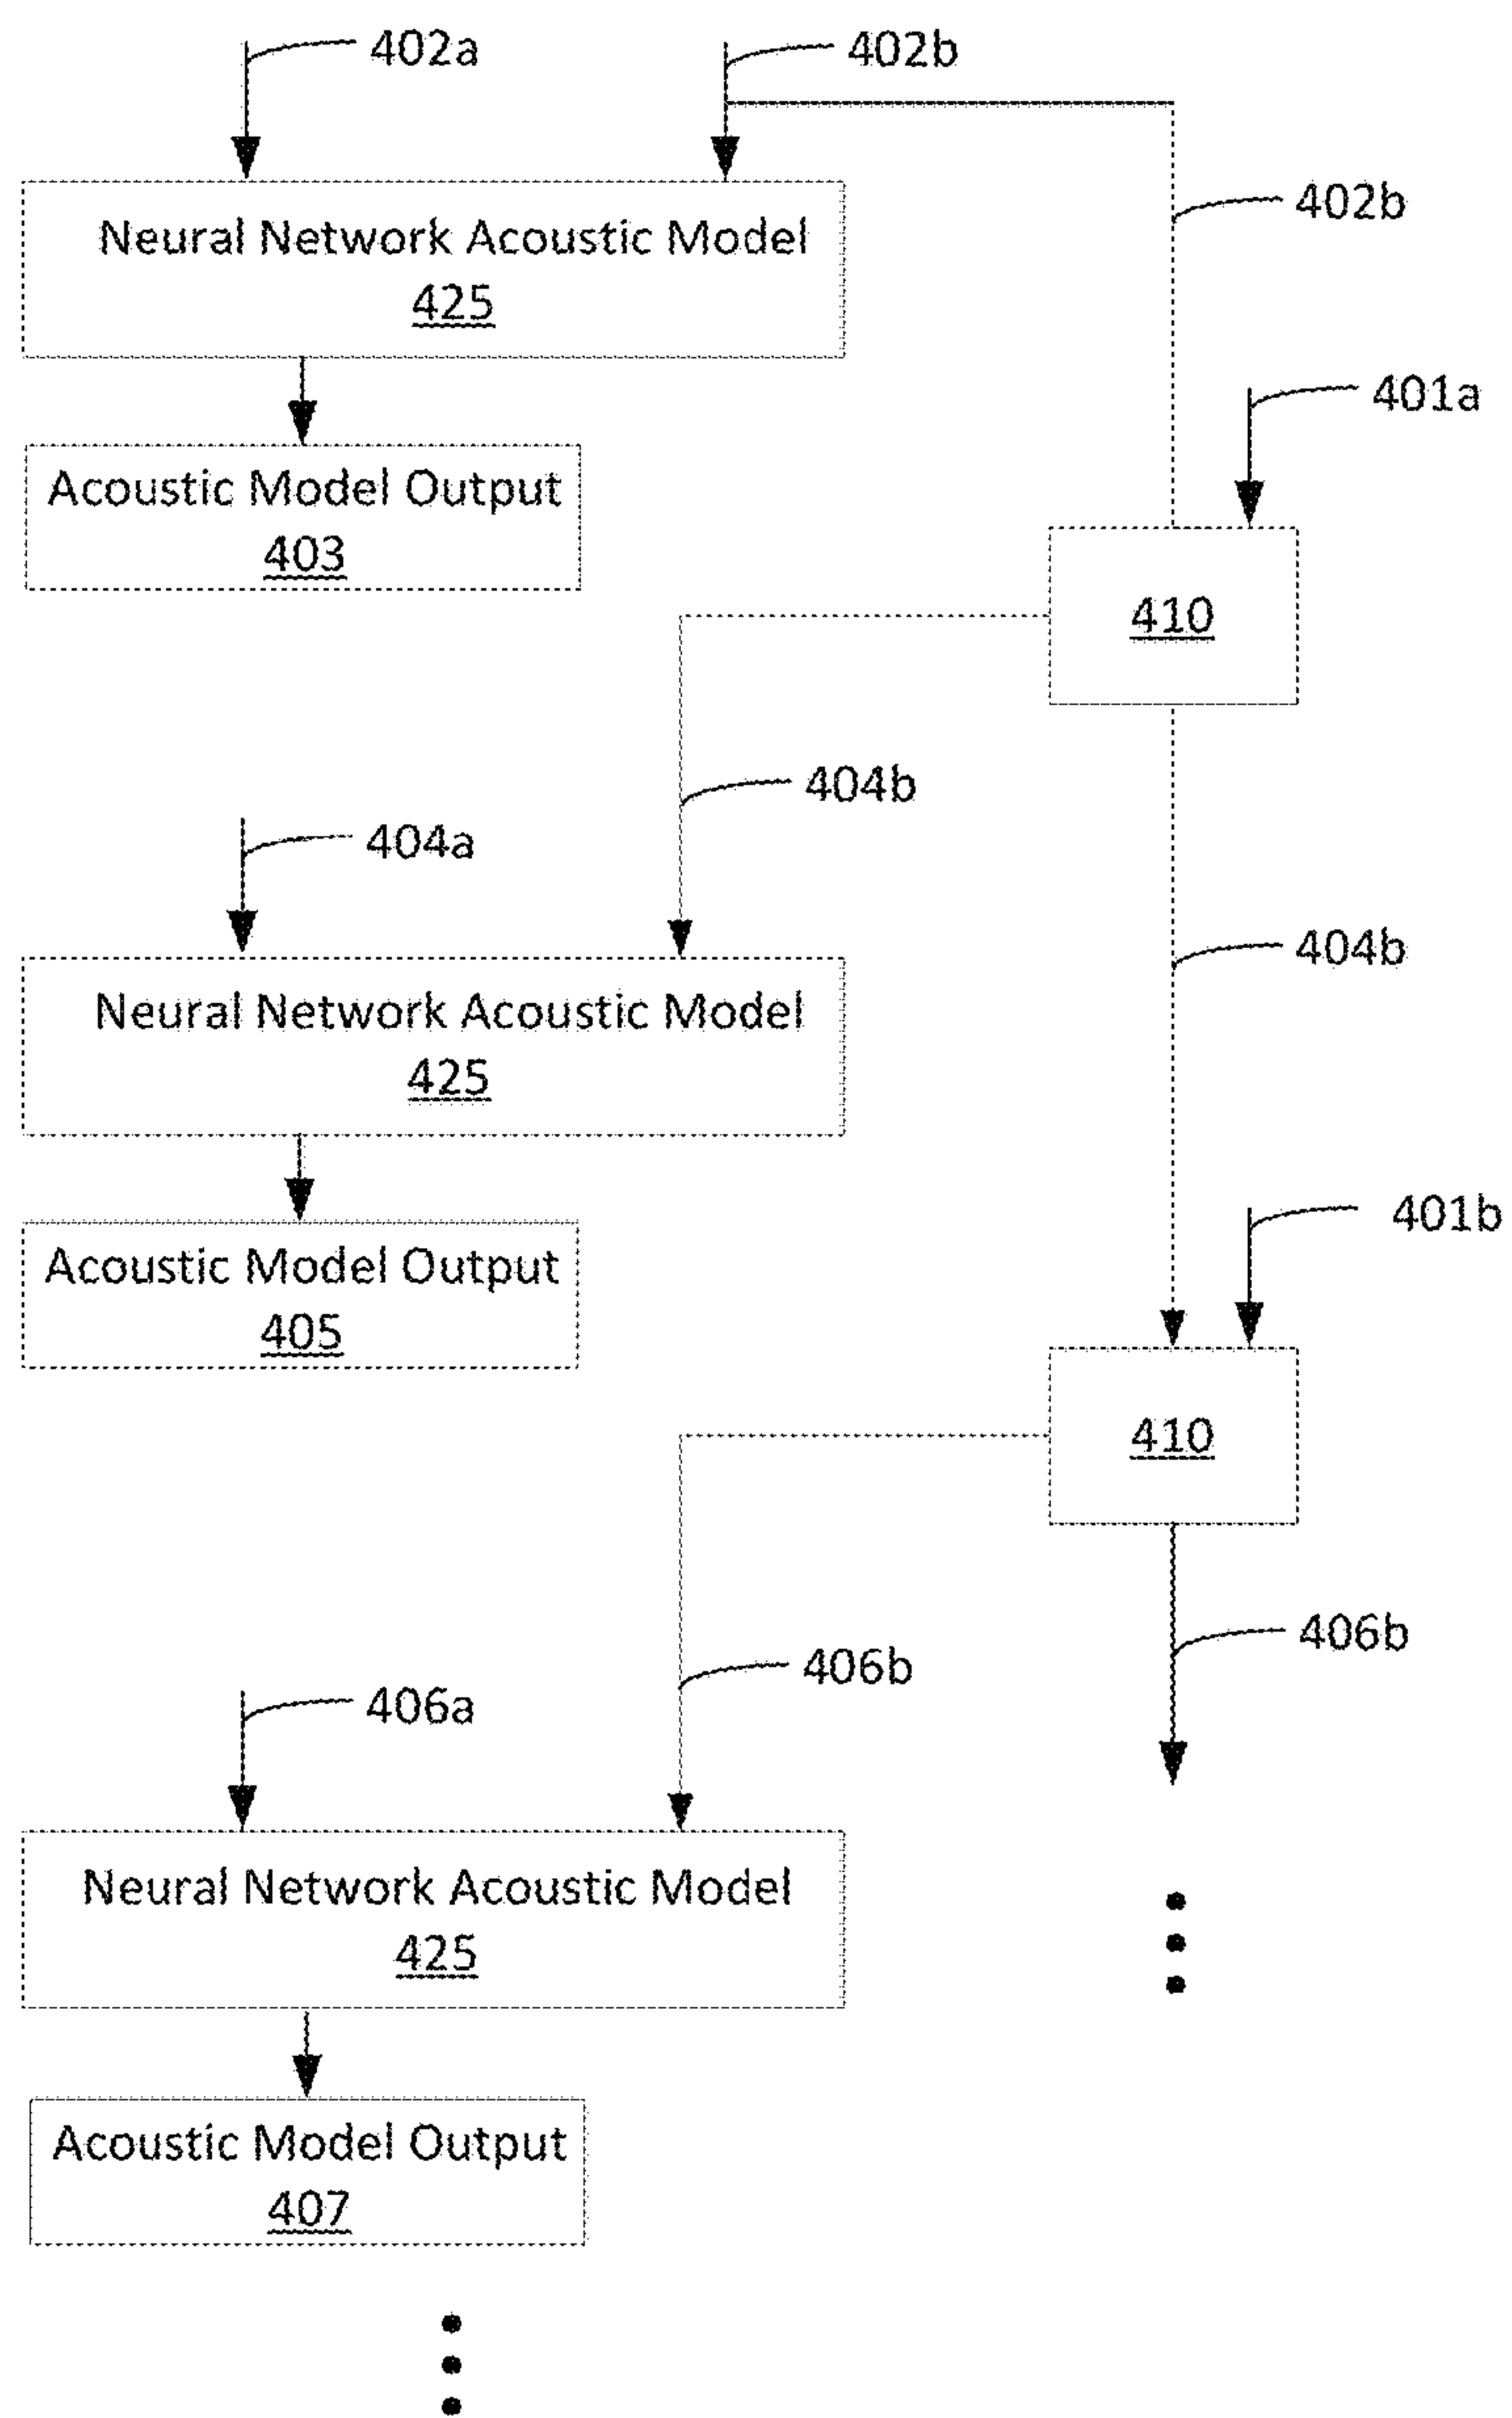 402a
402b
402b
Neural Network Acoustic Model
425
401a
Acoustic Model Output
403
410
404b
404a
404b
Neural Network Acoustic Model
425
401b
Acoustic Model Output
405
410
406b
406b
406a
Neural Network Acoustic Model
425
Acoustic Model Output
407